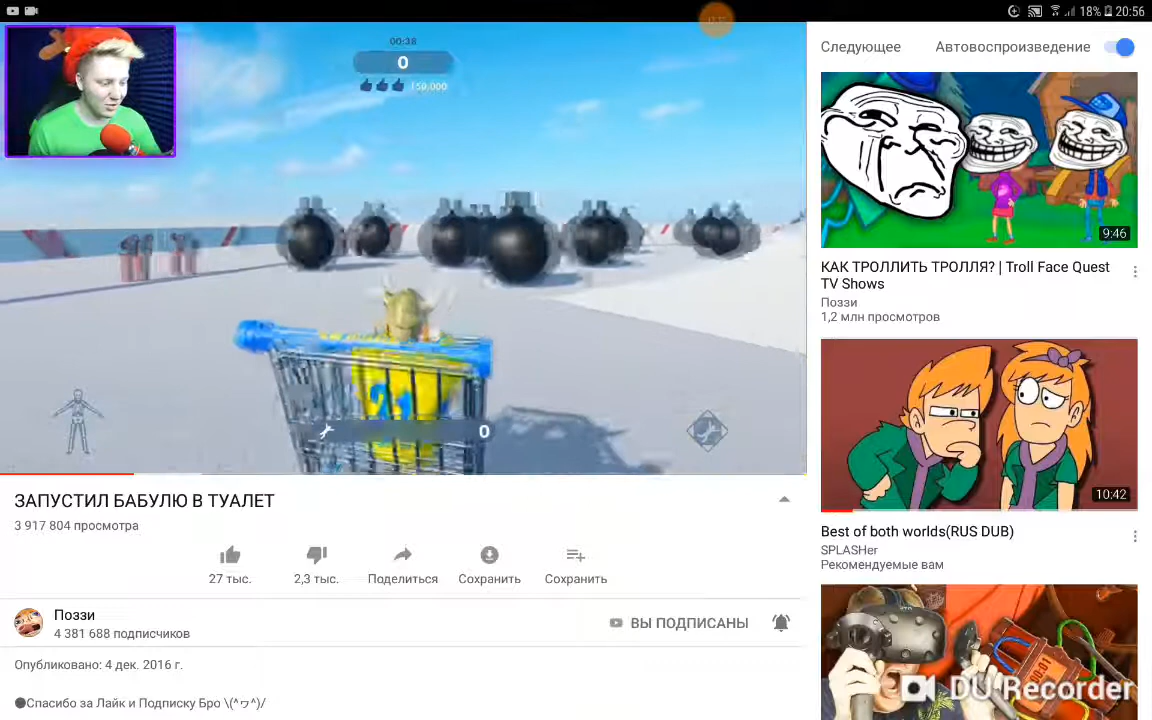 18% 20:56
00:38
0
150,000
0
ЗАПУСТИЛ БАБУЛЮ В ТУАЛЕТ
3 917 804 просмотра
27 тыс.
2,3 тыс.
Поделиться
Сохранить
Сохранить
Поззи
4 381 688 подписчиков
ВЫ ПОДПИСАНЫ
Опубликовано: 4 дек. 2016 г.
●Спасибо за Лайк и Подписку Бро \(^ヮ^)/
Следующее
Автовоспроизведение
9:46
КАК ТРОЛЛИТЬ ТРОЛЛЯ? | Troll Face Quest
TV Shows
Поззи
1,2 млн просмотров
10:42
Best of both worlds(RUS DUB)
SPLASHer
Рекомендуемые вам
00:01
DU Recorder